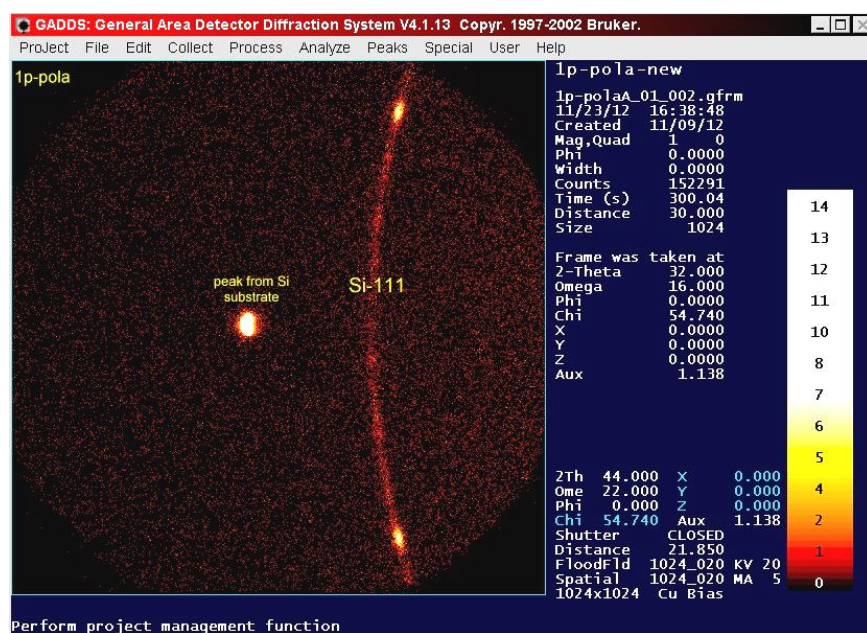 GADDS: General Area Detector Diffraction System V4.1.13 Copyr. 1997-2002 Bruker.
ProJect File Edit Collect Process Analyze Peaks Special User Help
1p-pola
peak from Si
substrate
Si-111
1p-pola-new
1p-polaA_01_002.gfrm
11/23/12 16:38:48
Created 11/09/12
Mag,Quad 1 0
Phi 0.0000
Width 0.0000
Counts 152291
Time (s) 300.04
Distance 30.000
Size 1024
Frame was taken at
2-Theta 32.000
Omega 16.000
Phi 0.0000
Chi 54.740
X 0.0000
Y 0.0000
Z 0.0000
Aux 1.138
2Th 44.000 X 0.000
Ome 22.000 Y 0.000
Phi 0.000 Z 0.000
Chi 54.740 Aux 1.138
Shutter CLOSED
Distance 21.850
FloodFld 1024_020 KV 20
Spatial 1024_020 MA 5
1024x1024 Cu Bias
14
13
12
11
10
8
7
6
5
4
2
1
0
Perform project management function